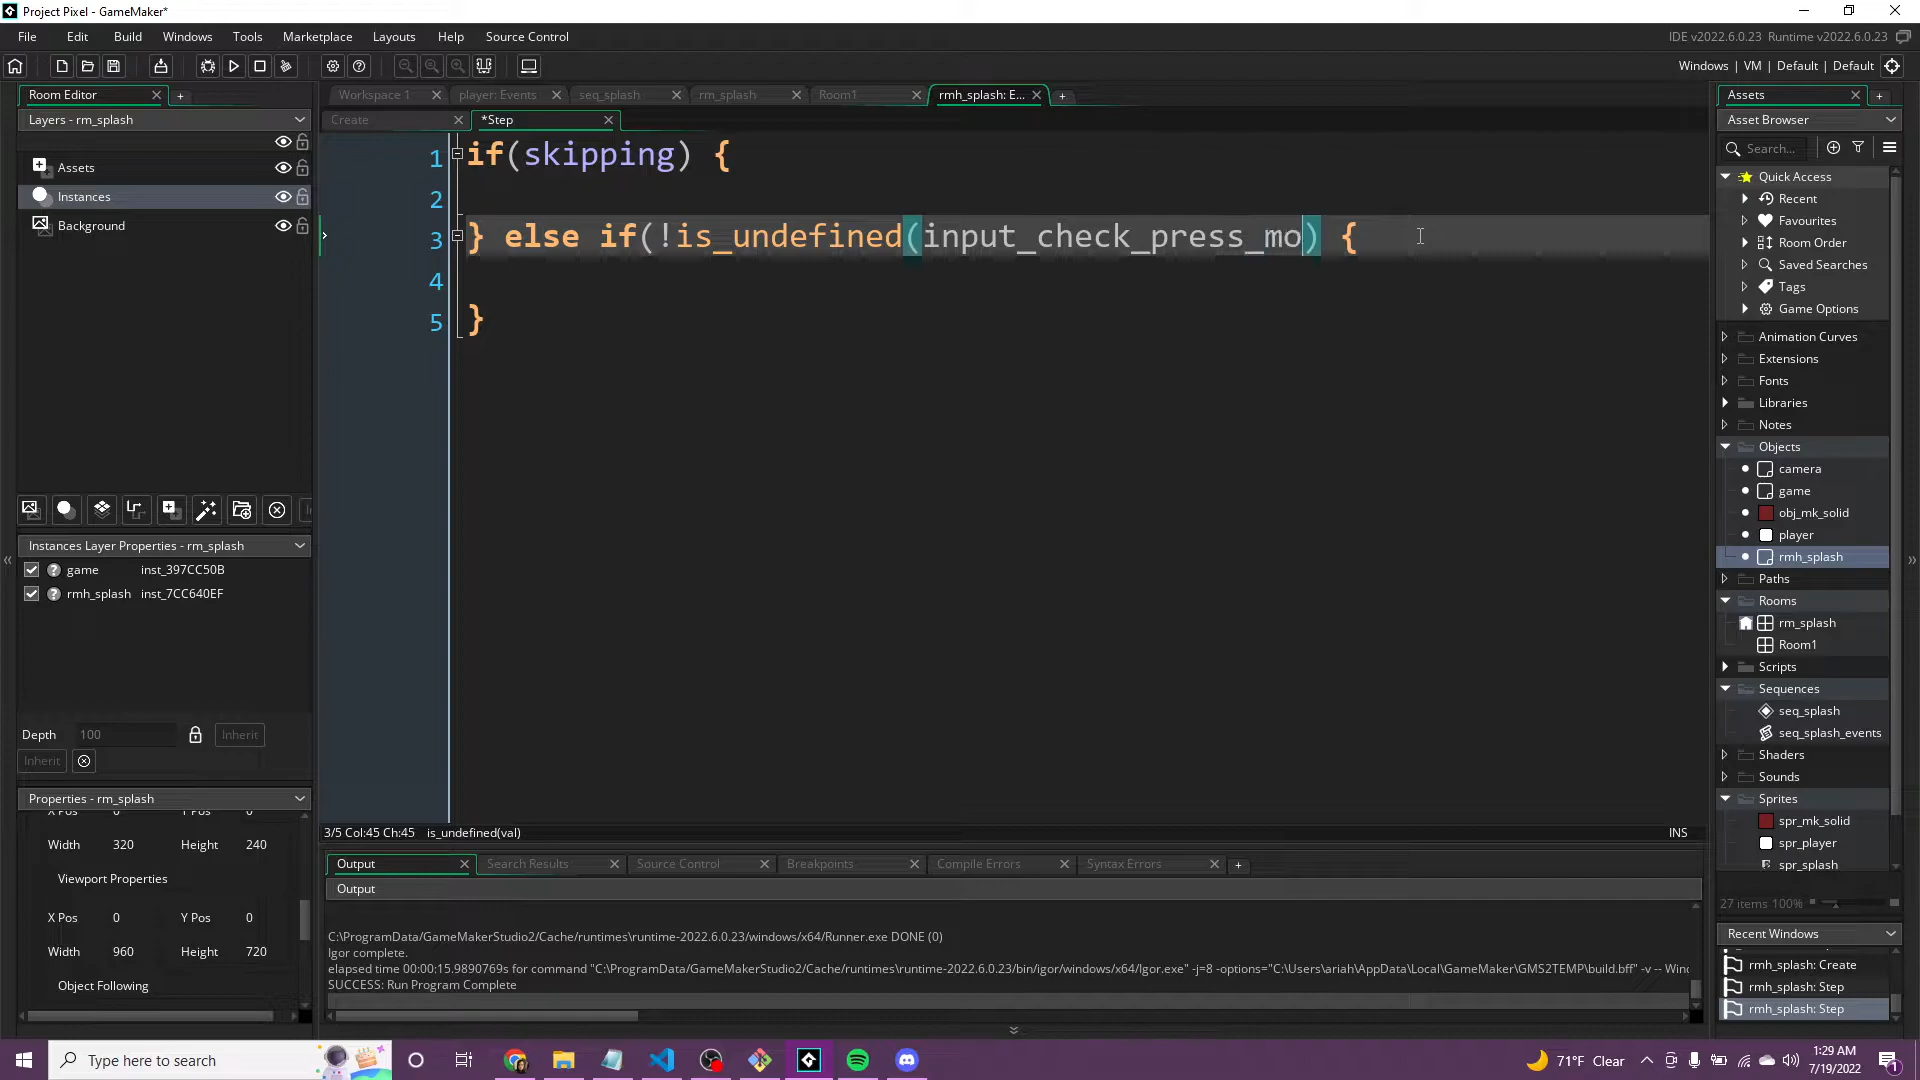 Project Pixel - GameMaker*
File Edit Build Windows Tools Marketplace Layouts Help Source Control
IDE v2022.6.0.23 Runtime v2022.6.0.23
Windows | VM | Default | Default
Room Editor
Workspace 1
player: Events
seq_splash
rm_splash
Room1
rmh_splash: E...
Assets
Layers - rm_splash
Create
*Step
Asset Browser
Search...
Assets
Instances
Background
1 if(skipping) {
2
3 } else if(!is_undefined(input_check_press_mo) {
4
5 }
Quick Access
Recent
Favourites
Room Order
Saved Searches
Tags
Game Options
Animation Curves
Extensions
Fonts
Libraries
Notes
Objects
camera
game
obj_mk_solid
player
rmh_splash
Paths
Rooms
rm_splash
Room1
Scripts
Sequences
seq_splash
seq_splash_events
Shaders
Sounds
Sprites
spr_mk_solid
spr_player
spr_splash
27 items 100%
Recent Windows
rmh_splash: Create
rmh_splash: Step
rmh_splash: Step
Instances Layer Properties - rm_splash
game inst_397CC50B
rmh_splash inst_7CC640EF
Depth 100 Inherit
Inherit
Properties - rm_splash
X Pos 0 Y Pos 0
Width 320 Height 240
Viewport Properties
X Pos 0 Y Pos 0
Width 960 Height 720
Object Following
3/5 Col:45 Ch:45 is_undefined(val) INS
Output
Search Results
Source Control
Breakpoints
Compile Errors
Syntax Errors
Output
C:\ProgramData/GameMakerStudio2/Cache/runtimes\runtime-2022.6.0.23/windows/x64/Runner.exe DONE (0)
Igor complete.
elapsed time 00:00:15.9890769s for command "C:\ProgramData/GameMakerStudio2/Cache/runtimes\runtime-2022.6.0.23/bin/igor/windows/x64/Igor.exe" -j=8 -options="C:\Users\ariah\AppData\Local\GameMaker\GMS2TEMP\build.bff" -v -- Wind
SUCCESS: Run Program Complete
Type here to search
71°F Clear
1:29 AM
7/19/2022
1